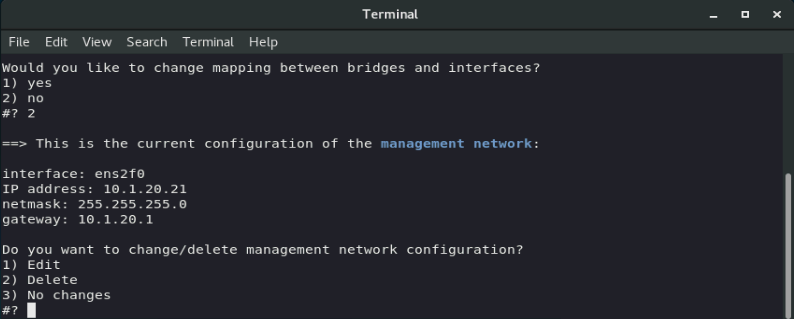 Terminal
File Edit View Search Terminal Help
Would you like to change mapping between bridges and interfaces?
1) yes
2) no
#? 2
==> This is the current configuration of the management network:
interface: ens2f0
IP address: 10.1.20.21
netmask: 255.255.255.0
gateway: 10.1.20.1
Do you want to change/delete management network configuration?
1) Edit
2) Delete
3) No changes
#?